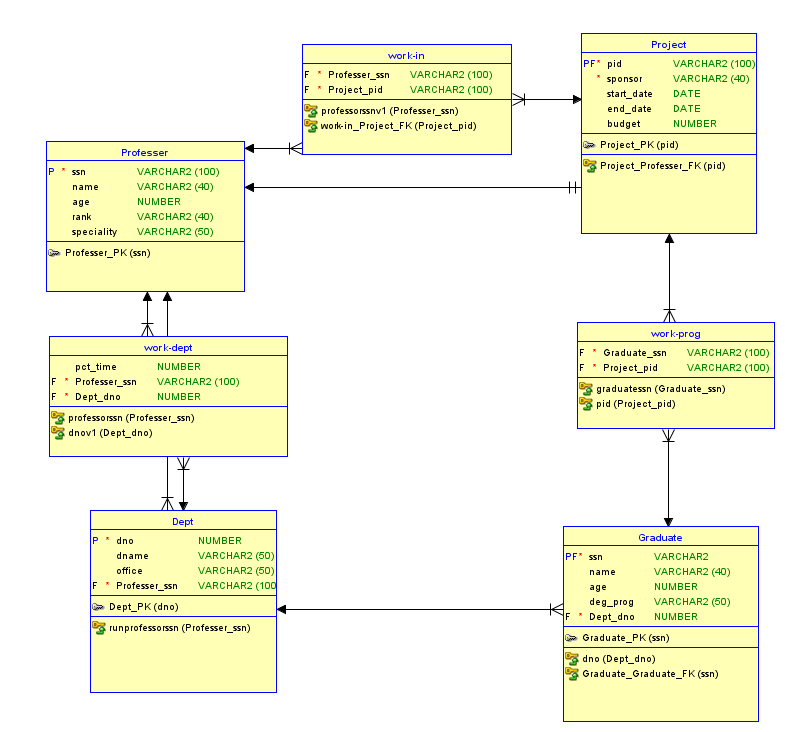 work-in
F * Professer_ssn VARCHAR2 (100)
F * Project_pid VARCHAR2 (100)
professorssnv1 (Professer_ssn)
work-in_Project_FK (Project_pid)
Project
PF* pid VARCHAR2 (100)
* sponsor VARCHAR2 (40)
start_date DATE
end_date DATE
budget NUMBER
Project_PK (pid)
Project_Professer_FK (pid)
Professer
P * ssn VARCHAR2 (100)
name VARCHAR2 (40)
age NUMBER
rank VARCHAR2 (40)
speciality VARCHAR2 (50)
Professer_PK (ssn)
work-dept
pct_time NUMBER
F * Professer_ssn VARCHAR2 (100)
F * Dept_dno NUMBER
professorssn (Professer_ssn)
dnov1 (Dept_dno)
work-prog
F * Graduate_ssn VARCHAR2 (100)
F * Project_pid VARCHAR2 (100)
graduatessn (Graduate_ssn)
pid (Project_pid)
Dept
P * dno NUMBER
dname VARCHAR2 (50)
office VARCHAR2 (50)
F * Professer_ssn VARCHAR2 (100
Dept_PK (dno)
runprofessorssn (Professer_ssn)
Graduate
PF* ssn VARCHAR2
name VARCHAR2 (40)
age NUMBER
deg_prog VARCHAR2 (50)
F * Dept_dno NUMBER
Graduate_PK (ssn)
dno (Dept_dno)
Graduate_Graduate_FK (ssn)